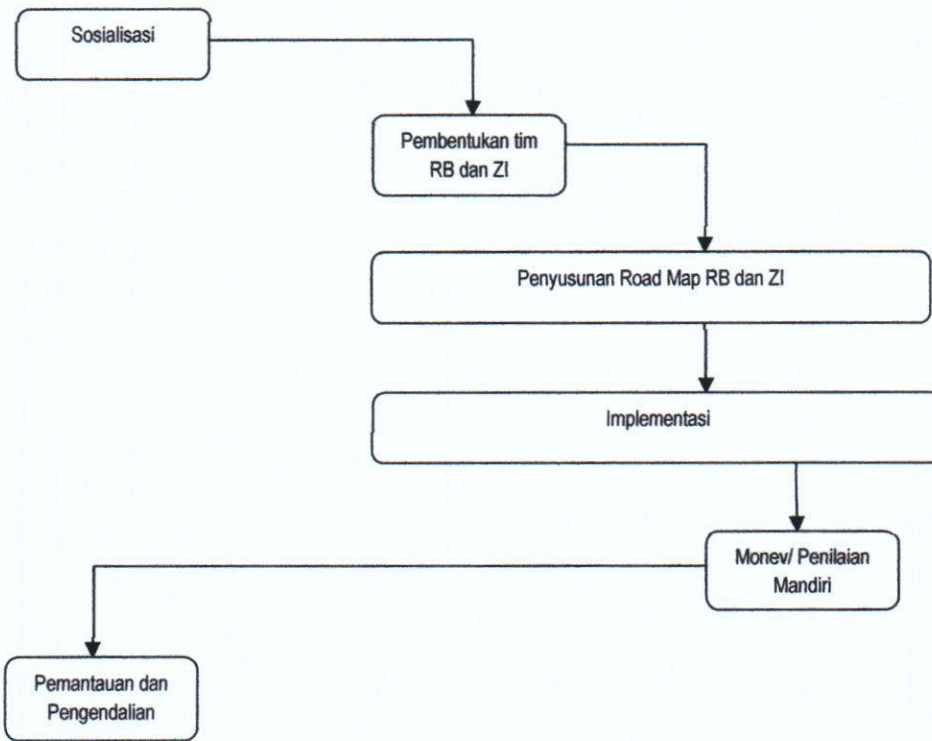 Sosialisasi
Pembentukan tim
RB dan ZI
Penyusunan Road Map RB dan ZI
Implementasi
Monev/ Penilaian
Mandiri
Pemantauan dan
Pengendalian